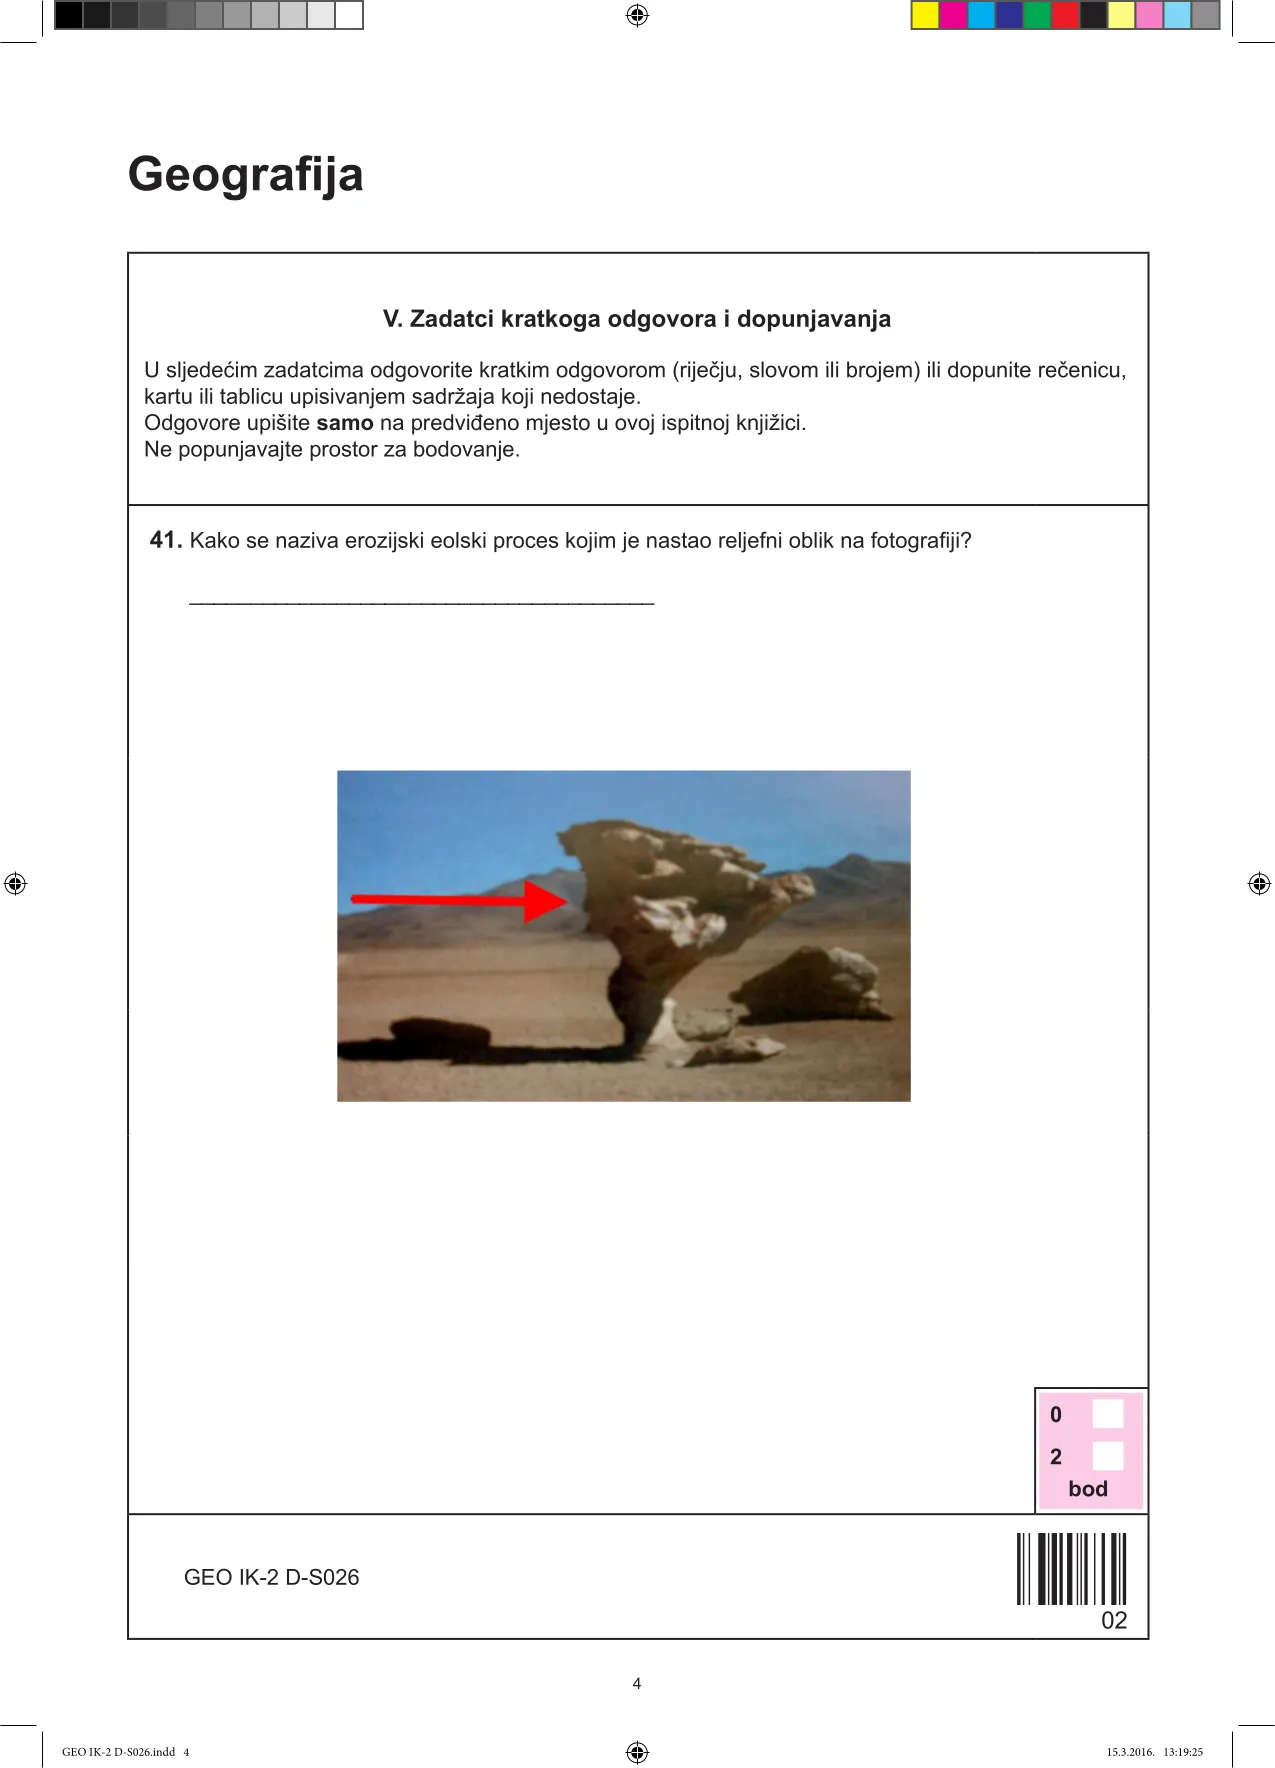 Geografija
V. Zadatci kratkoga odgovora i dopunjavanja
U sljedećim zadatcima odgovorite kratkim odgovorom (riječju, slovom ili brojem) ili dopunite rečenicu,
kartu ili tablicu upisivanjem sadržaja koji nedostaje.
Odgovore upišite samo na predviđeno mjesto u ovoj ispitnoj knjižici.
Ne popunjavajte prostor za bodovanje.
41. Kako se naziva erozijski eolski proces kojim je nastao reljefni oblik na fotografiji?
0
2
bod
GEO IK-2 D-S026
02
4
GEO IK-2 D-S026.indd 4 15.3.2016. 13:19:25